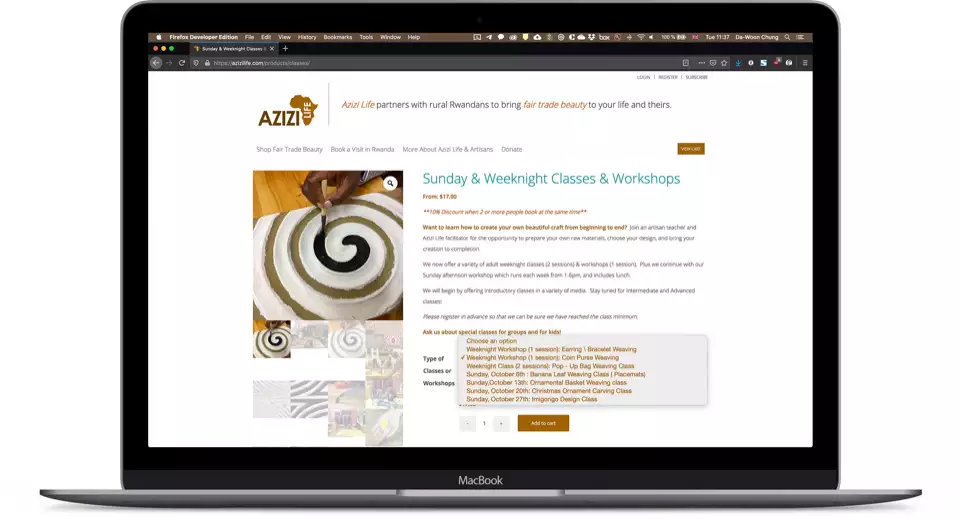 Firefox Developer Edition File Edit View History Bookmarks Tools Window Help box 100% Tue 11:37 Da-Woon Chung
Sunday & Weeknight Classes &
https://azizilife.com/products/classes/
LOGIN | REGISTER | SUBSCRIBE
AZIZI LIFE
Azizi Life partners with rural Rwandans to bring fair trade beauty to your life and theirs.
Shop Fair Trade Beauty Book a Visit in Rwanda More About Azizi Life & Artisans Donate
VIEW CART
Sunday & Weeknight Classes & Workshops
From: $17.00
**10% Discount when 2 or more people book at the same time**
Want to learn how to create your own beautiful craft from beginning to end? Join an artisan teacher and
Azizi Life facilitator for the opportunity to prepare your own raw materials, choose your design, and bring your
creation to completion.
We now offer a variety of adult weeknight classes (2 sessions) & workshops (1 session). Plus we continue with our
Sunday afternoon workshop which runs each week from 1-6pm, and includes lunch.
We will begin by offering introductory classes in a variety of media. Stay tuned for Intermediate and Advanced
classes!
Please register in advance so that we can be sure we have reached the class minimum.
Ask us about special classes for groups and for kids!
Type of
Classes or
Workshops
Choose an option
Weeknight Workshop (1 session): Earring \ Bracelet Weaving
✓ Weeknight Workshop (1 session): Coin Purse Weaving
Weeknight Class (2 sessions): Pop - Up Bag Weaving Class
Sunday, October 6th : Banana Leaf Weaving Class ( Placemats)
Sunday,October 13th: Ornamental Basket Weaving class
Sunday, October 20th: Christmas Ornament Carving Class
Sunday, October 27th: Imigongo Design Class
- 1 +
Add to cart
MacBook